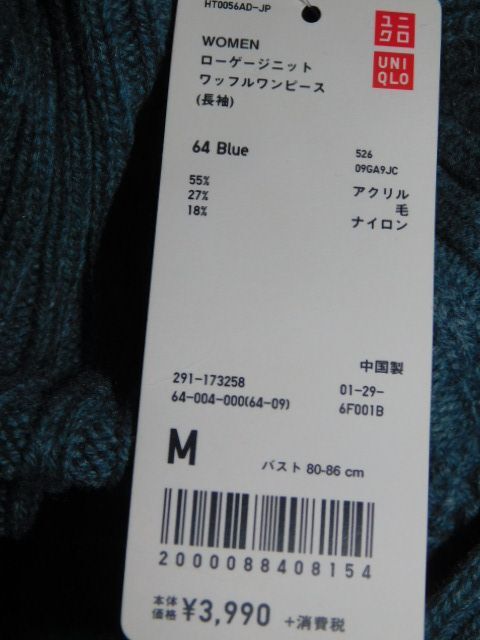 HT0056AD-JP
ユニ
クロ
UNI
QLO
WOMEN
ローゲージニット
ワッフルワンピース
(長袖)
64 Blue
526
09GA9JC
55% アクリル
27% 毛
18% ナイロン
中国製
291-173258 01-29-
64-004-000(64-09) 6F001B
M バスト 80-86 cm
2000088408154
本体
価格 ¥3,990 +消費税